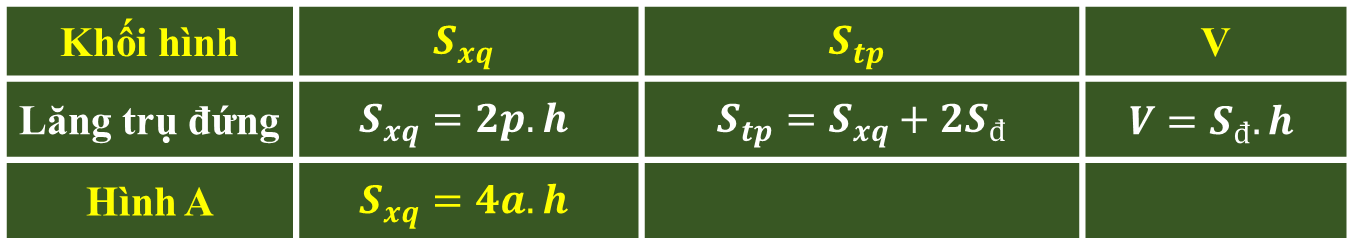 Khối hình S_xq S_tp V
Lăng trụ đứng S_xq = 2p.h S_tp = S_xq + 2S_đ V = S_đ.h
Hình A S_xq = 4a.h